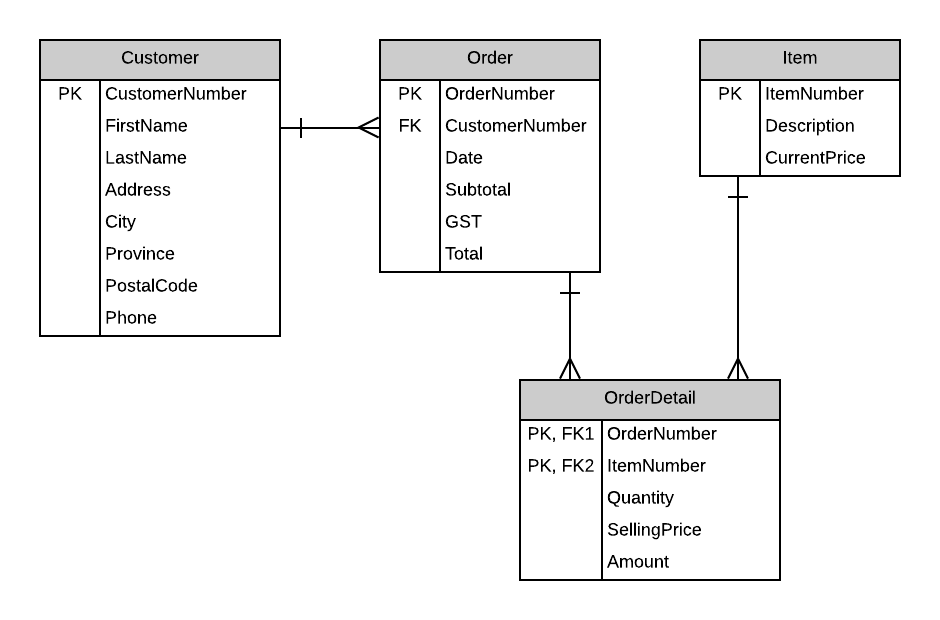 Customer
PK CustomerNumber
FirstName
LastName
Address
City
Province
PostalCode
Phone
Order
PK OrderNumber
FK CustomerNumber
Date
Subtotal
GST
Total
Item
PK ItemNumber
Description
CurrentPrice
OrderDetail
PK, FK1 OrderNumber
PK, FK2 ItemNumber
Quantity
SellingPrice
Amount